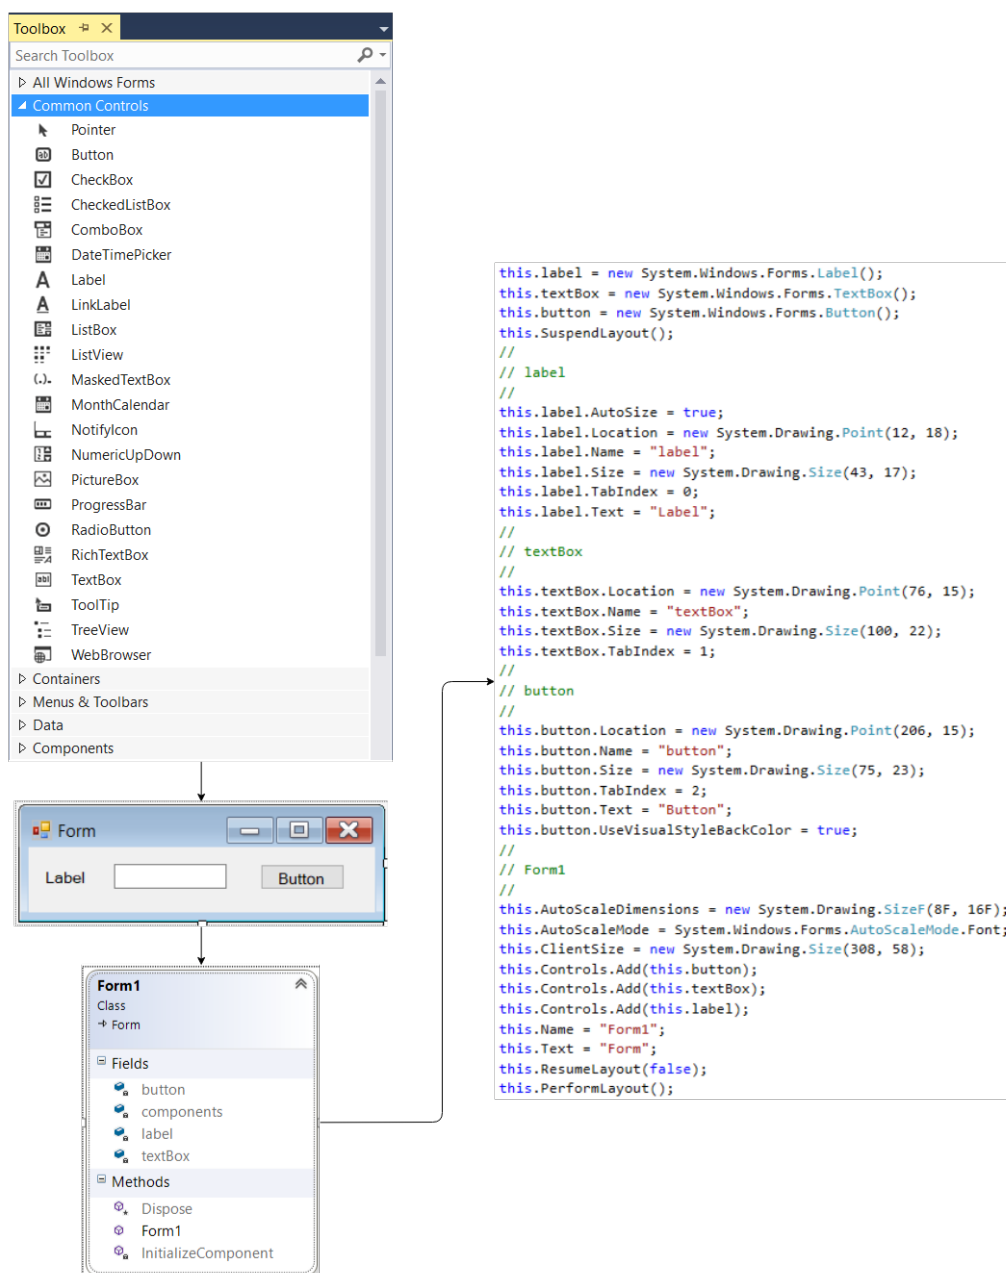 Toolbox
Search Toolbox
All Windows Forms
Common Controls
Pointer
Button
CheckBox
CheckedListBox
ComboBox
DateTimePicker
Label
LinkLabel
ListBox
ListView
MaskedTextBox
MonthCalendar
NotifyIcon
NumericUpDown
PictureBox
ProgressBar
RadioButton
RichTextBox
TextBox
ToolTip
TreeView
WebBrowser
Containers
Menus & Toolbars
Data
Components
Form
Label
Button
Form1
Class
Form
Fields
button
components
label
textBox
Methods
Dispose
Form1
InitializeComponent
this.label = new System.Windows.Forms.Label();
this.textBox = new System.Windows.Forms.TextBox();
this.button = new System.Windows.Forms.Button();
this.SuspendLayout();
//
// label
//
this.label.AutoSize = true;
this.label.Location = new System.Drawing.Point(12, 18);
this.label.Name = "label";
this.label.Size = new System.Drawing.Size(43, 17);
this.label.TabIndex = 0;
this.label.Text = "Label";
//
// textBox
//
this.textBox.Location = new System.Drawing.Point(76, 15);
this.textBox.Name = "textBox";
this.textBox.Size = new System.Drawing.Size(100, 22);
this.textBox.TabIndex = 1;
//
// button
//
this.button.Location = new System.Drawing.Point(206, 15);
this.button.Name = "button";
this.button.Size = new System.Drawing.Size(75, 23);
this.button.TabIndex = 2;
this.button.Text = "Button";
this.button.UseVisualStyleBackColor = true;
//
// Form1
//
this.AutoScaleDimensions = new System.Drawing.SizeF(8F, 16F);
this.AutoScaleMode = System.Windows.Forms.AutoScaleMode.Font;
this.ClientSize = new System.Drawing.Size(308, 58);
this.Controls.Add(this.button);
this.Controls.Add(this.textBox);
this.Controls.Add(this.label);
this.Name = "Form1";
this.Text = "Form";
this.ResumeLayout(false);
this.PerformLayout();